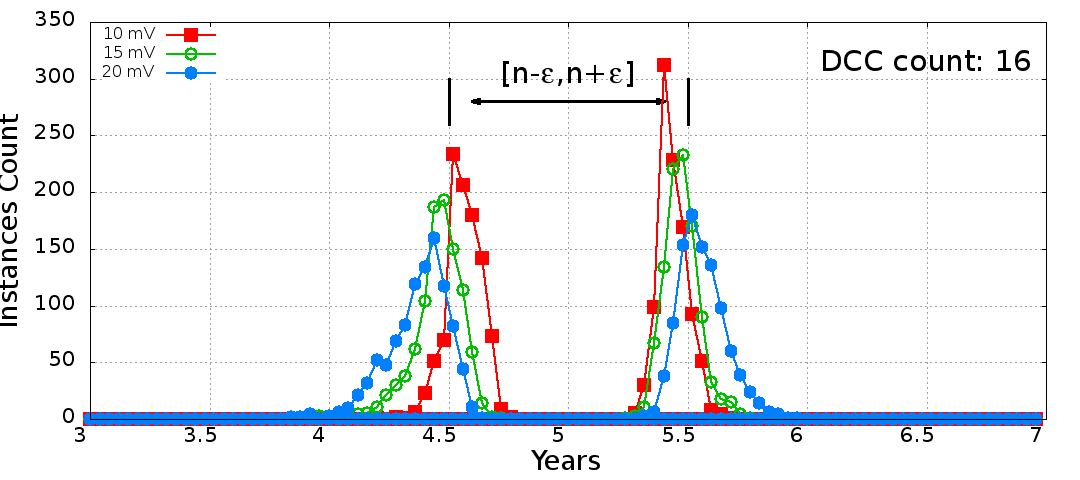 350
300
250
200
150
100
50
0
Instances Count
10 mV
15 mV
20 mV
[n-ε,n+ε]
DCC count: 16
3 3.5 4 4.5 5 5.5 6 6.5 7
Years